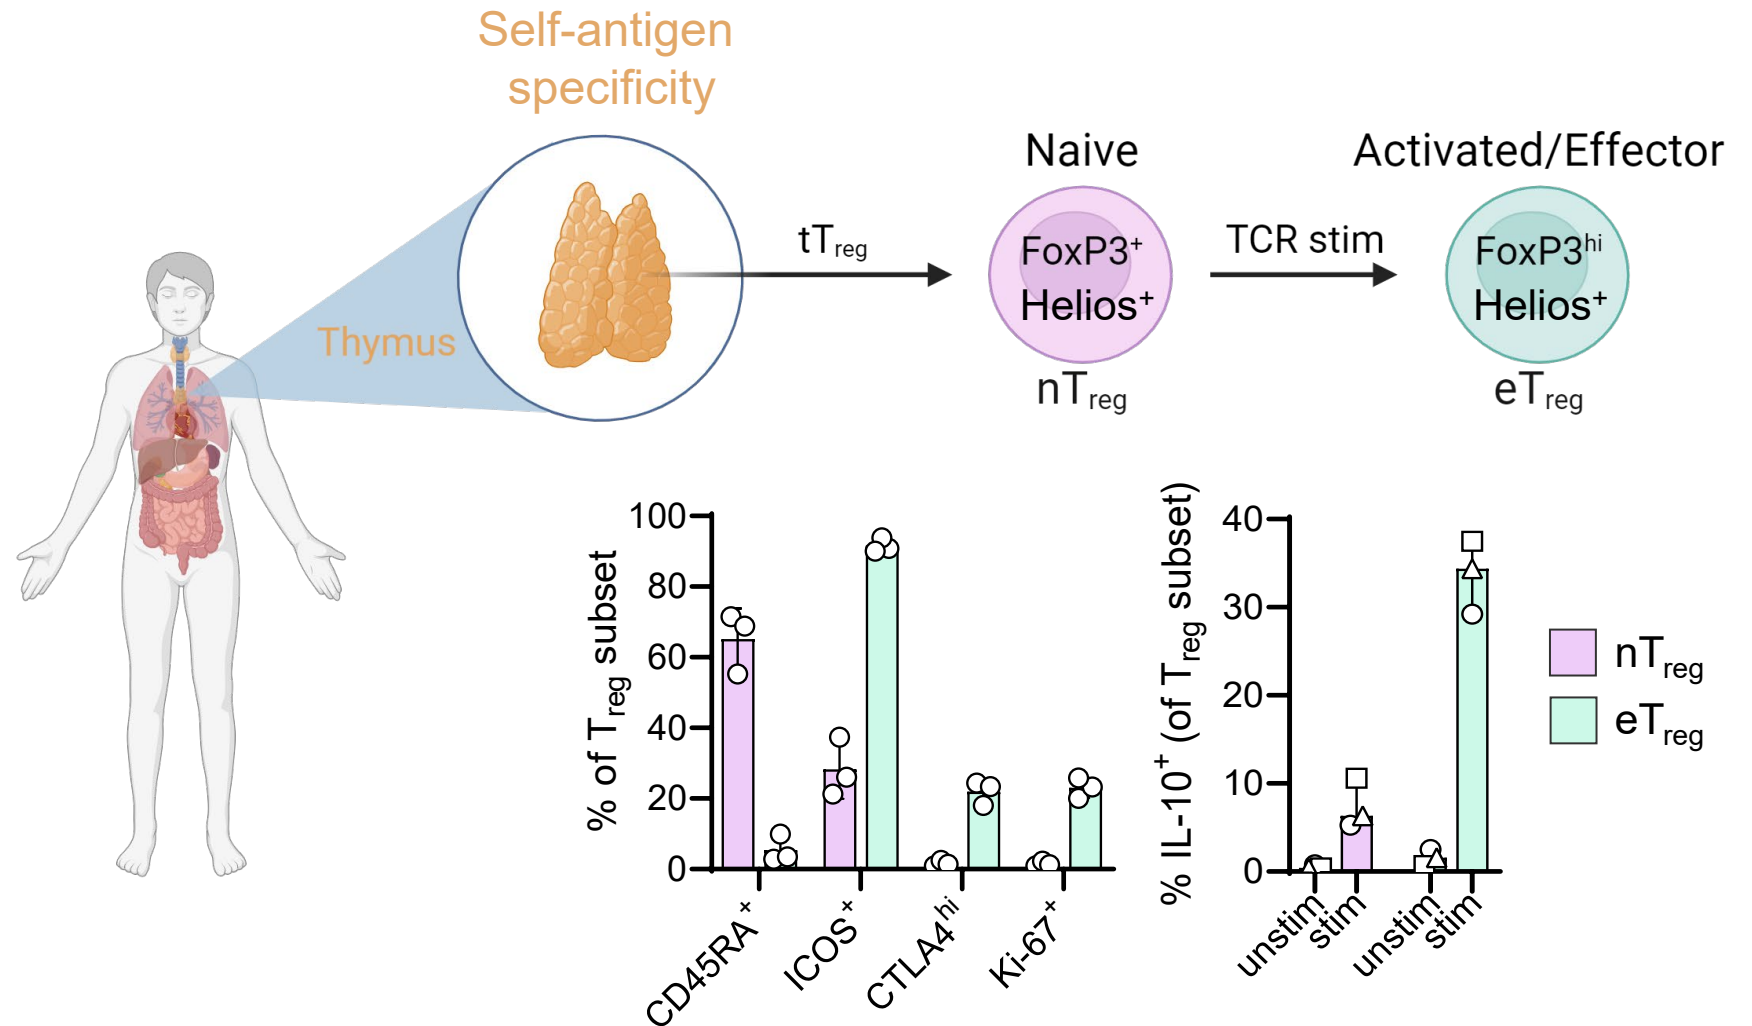 Self-antigen
specificity
Thymus
tTreg
Naive
FoxP3⁺
Helios⁺
nTreg
TCR stim
Activated/Effector
FoxP3ʰⁱ
Helios⁺
eTreg
% of Treg subset
100
80
60
40
20
0
CD45RA⁺
ICOS⁺
CTLA4ʰⁱ
Ki-67⁺
% IL-10⁺ (of Treg subset)
40
30
20
10
0
unstim
stim
unstim
stim
nTreg
eTreg